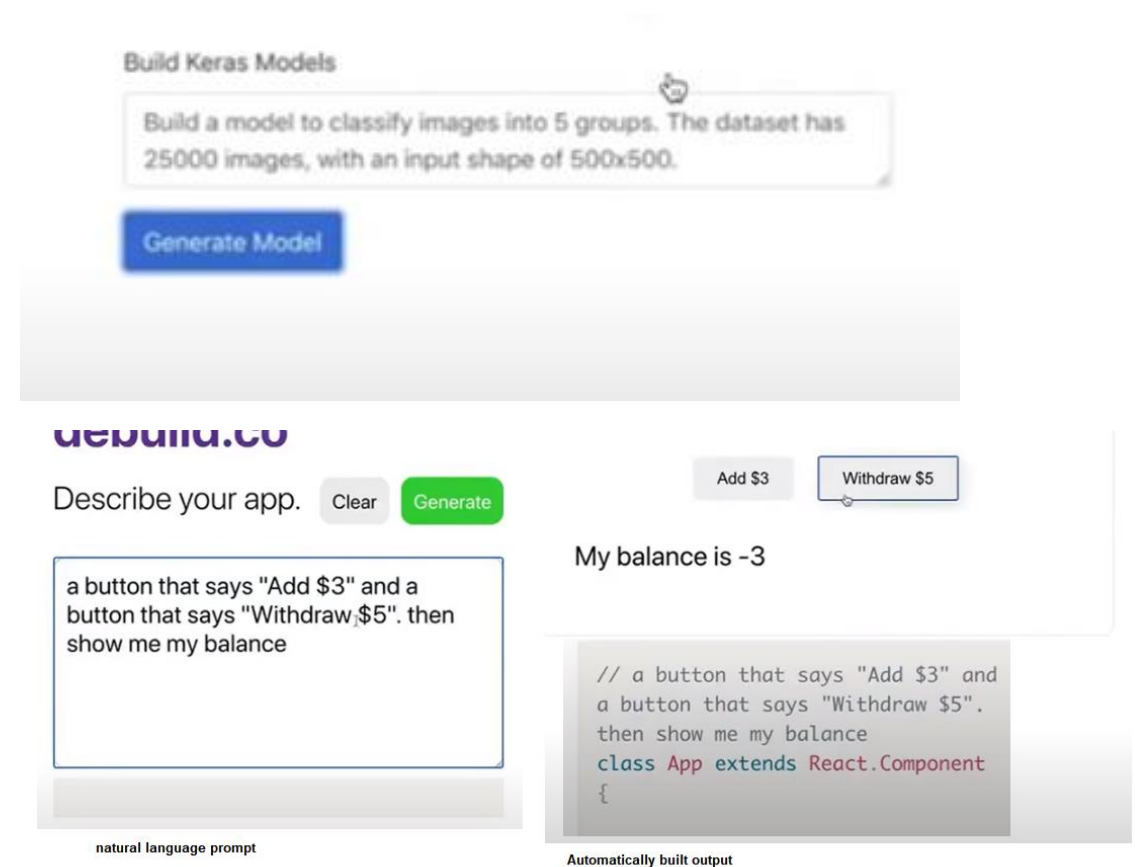 Build Keras Models
Build a model to classify images into 5 groups. The dataset has
25000 images, with an input shape of 500x500.
Generate Model
debuild.co
Describe your app.
Clear
Generate
a button that says "Add $3" and a
button that says "Withdraw $5". then
show me my balance
natural language prompt
Add $3
Withdraw $5
My balance is -3
// a button that says "Add $3" and
a button that says "Withdraw $5".
then show me my balance
class App extends React.Component
{
Automatically built output